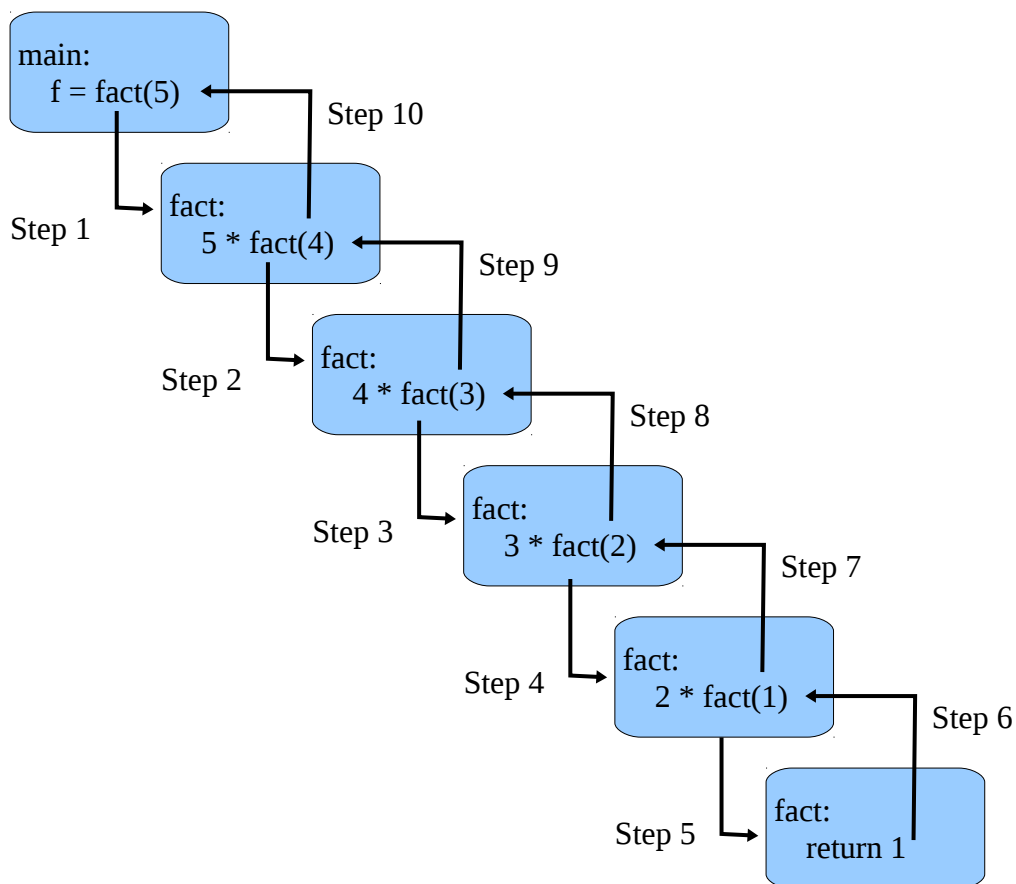 main:
f = fact(5)
Step 10
fact:
Step 1
5 * fact(4)
Step 9
fact:
Step 2
4 * fact(3)
Step 8
fact:
Step 3
3 * fact(2)
Step 7
fact:
Step 4
2 * fact(1)
Step 6
fact:
Step 5
return 1